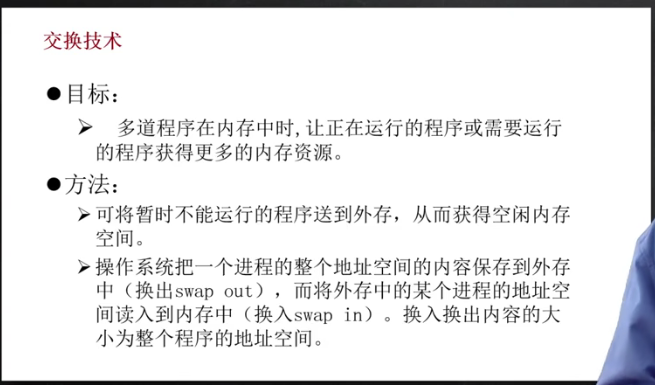 交换技术
●目标：
➢ 多道程序在内存中时,让正在运行的程序或需要运行
的程序获得更多的内存资源。
●方法：
➢可将暂时不能运行的程序送到外存，从而获得空闲内存
空间。
➢操作系统把一个进程的整个地址空间的内容保存到外存
中（换出swap out），而将外存中的某个进程的地址空
间读入到内存中（换入swap in）。换入换出内容的大
小为整个程序的地址空间。